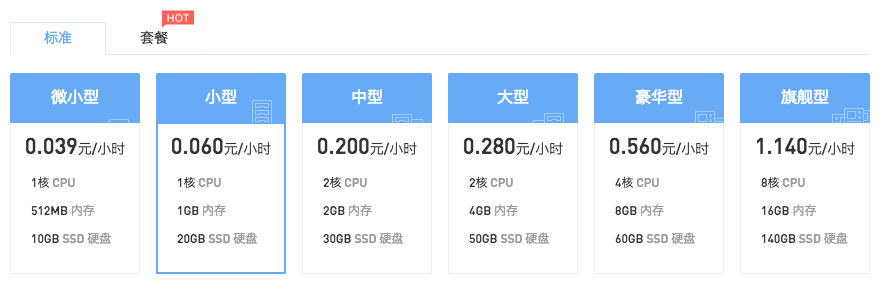 HOT
标准 套餐
微小型 小型 中型 大型 豪华型 旗舰型
0.039元/小时 0.060元/小时 0.200元/小时 0.280元/小时 0.560元/小时 1.140元/小时
1核 CPU 1核 CPU 2核 CPU 2核 CPU 4核 CPU 8核 CPU
512MB 内存 1GB 内存 2GB 内存 4GB 内存 8GB 内存 16GB 内存
10GB SSD 硬盘 20GB SSD 硬盘 30GB SSD 硬盘 50GB SSD 硬盘 60GB SSD 硬盘 140GB SSD 硬盘